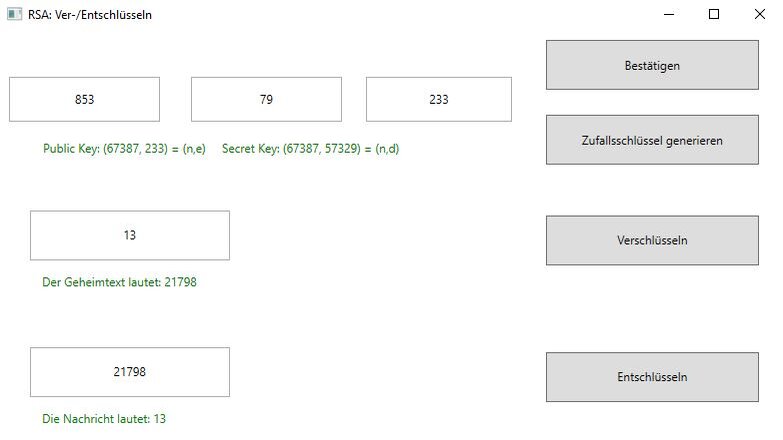 RSA: Ver-/Entschlüsseln
Bestätigen
853 79 233
Zufallsschlüssel generieren
Public Key: (67387, 233) = (n,e) Secret Key: (67387, 57329) = (n,d)
13
Verschlüsseln
Der Geheimtext lautet: 21798
21798
Entschlüsseln
Die Nachricht lautet: 13